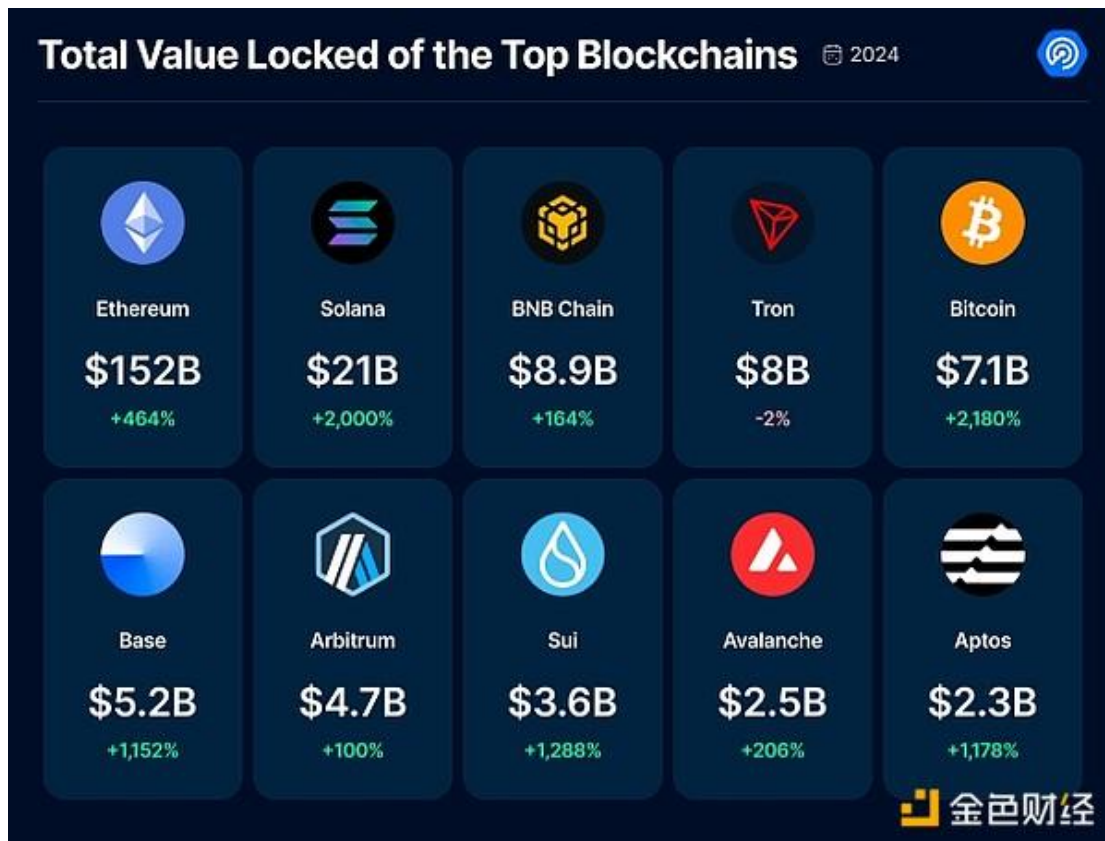 Total Value Locked of the Top Blockchains 2024
Ethereum
$152B
+464%
Solana
$21B
+2,000%
BNB Chain
$8.9B
+164%
Tron
$8B
-2%
Bitcoin
$7.1B
+2,180%
Base
$5.2B
+1,152%
Arbitrum
$4.7B
+100%
Sui
$3.6B
+1,288%
Avalanche
$2.5B
+206%
Aptos
$2.3B
+1,178%
金色财经